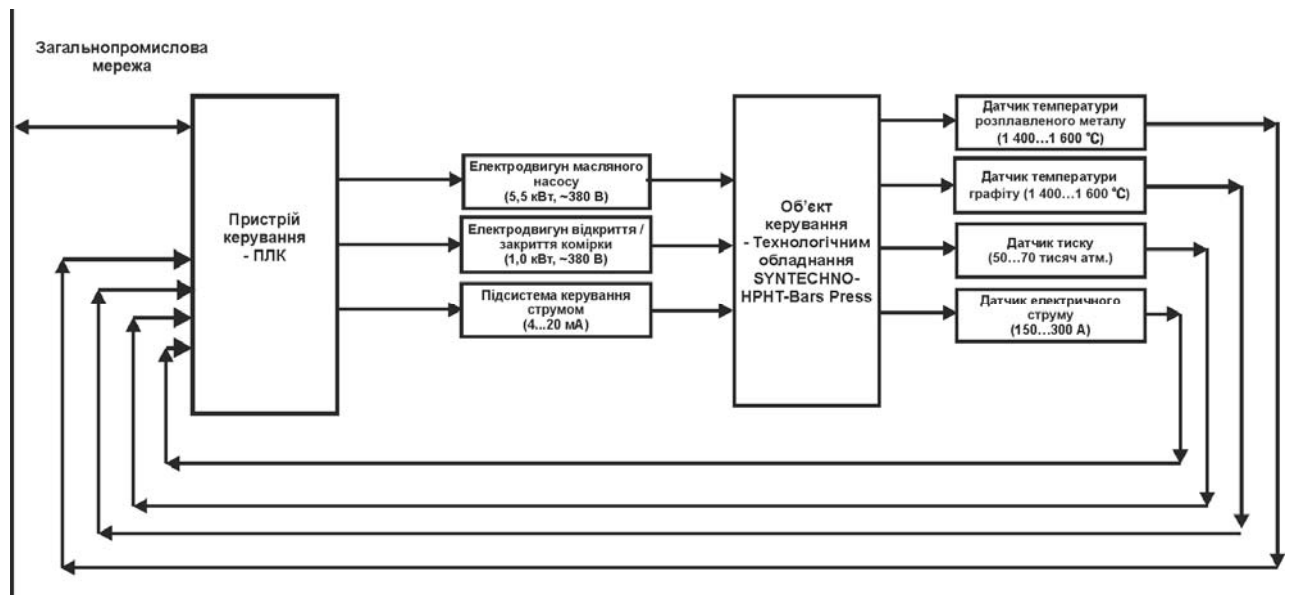 Загальнопромислова
мережа
Пристрій
керування
- ПЛК
Електродвигун масляного
насосу
(5,5 кВт, ~380 В)
Електродвигун відкриття /
закриття комірки
(1,0 кВт, ~380 В)
Підсистема керування
струмом
(4...20 мА)
Об’єкт
керування
- Технологічним
обладнання
SYNTECHNO-
HPHT-Bars Press
Датчик температури
розплавленого металу
(1 400…1 600 ℃)
Датчик температури
графіту (1 400…1 600 ℃)
Датчик тиску
(50…70 тисяч атм.)
Датчик електричного
струму
(150…300 А)